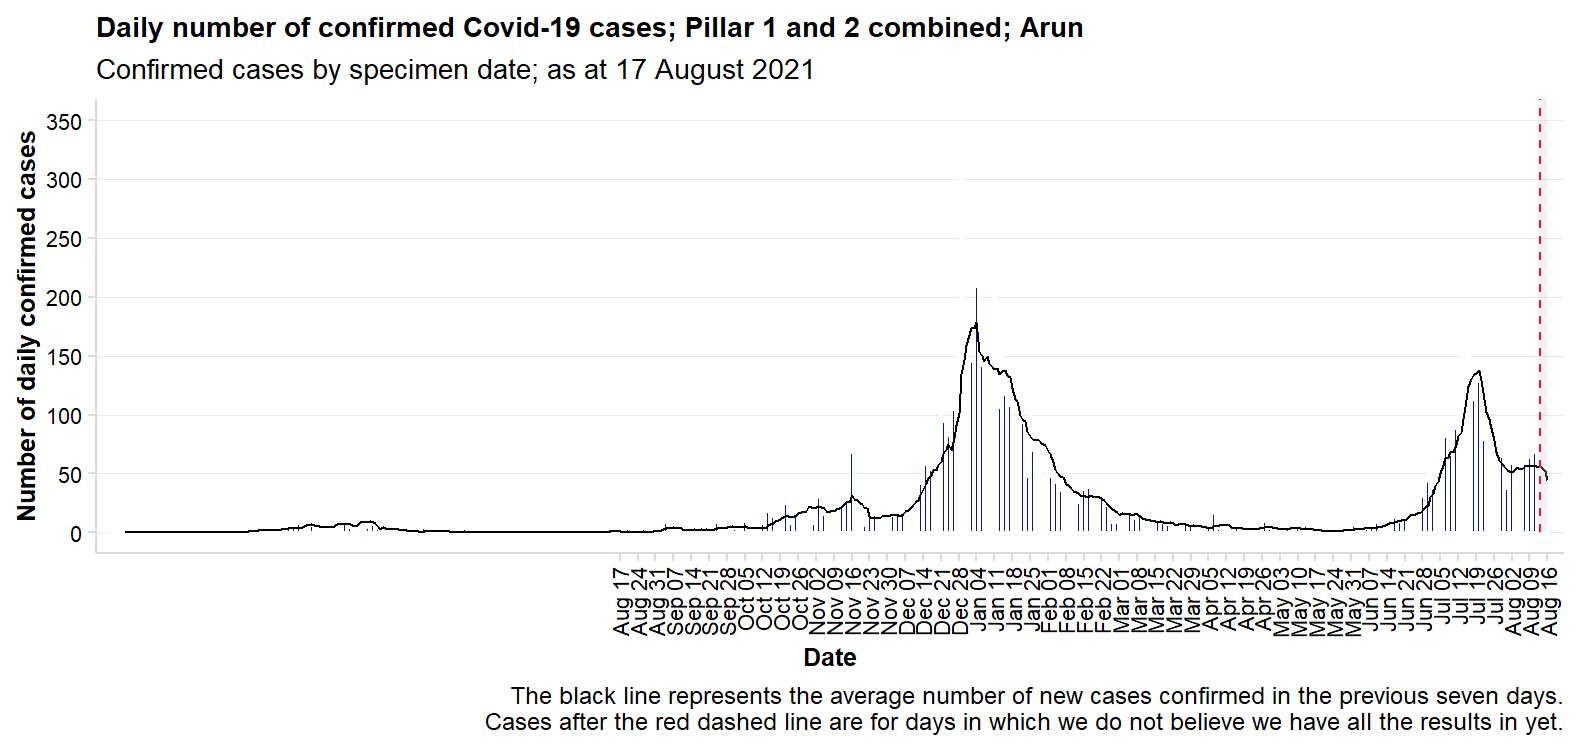 Daily number of confirmed Covid-19 cases; Pillar 1 and 2 combined; Arun
Confirmed cases by specimen date; as at 17 August 2021
Number of daily confirmed cases
350
300
250
200
150
100
50
0
Aug 17
Aug 24
Aug 31
Sep 07
Sep 14
Sep 21
Sep 28
Oct 05
Oct 12
Oct 19
Oct 26
Nov 02
Nov 09
Nov 16
Nov 23
Nov 30
Dec 07
Dec 14
Dec 21
Dec 28
Jan 04
Jan 11
Jan 18
Jan 25
Feb 01
Feb 08
Feb 15
Feb 22
Mar 01
Mar 08
Mar 15
Mar 22
Mar 29
Apr 05
Apr 12
Apr 19
Apr 26
May 03
May 10
May 17
May 24
May 31
Jun 07
Jun 14
Jun 21
Jun 28
Jul 05
Jul 12
Jul 19
Jul 26
Aug 02
Aug 09
Aug 16
Date
The black line represents the average number of new cases confirmed in the previous seven days.
Cases after the red dashed line are for days in which we do not believe we have all the results in yet.